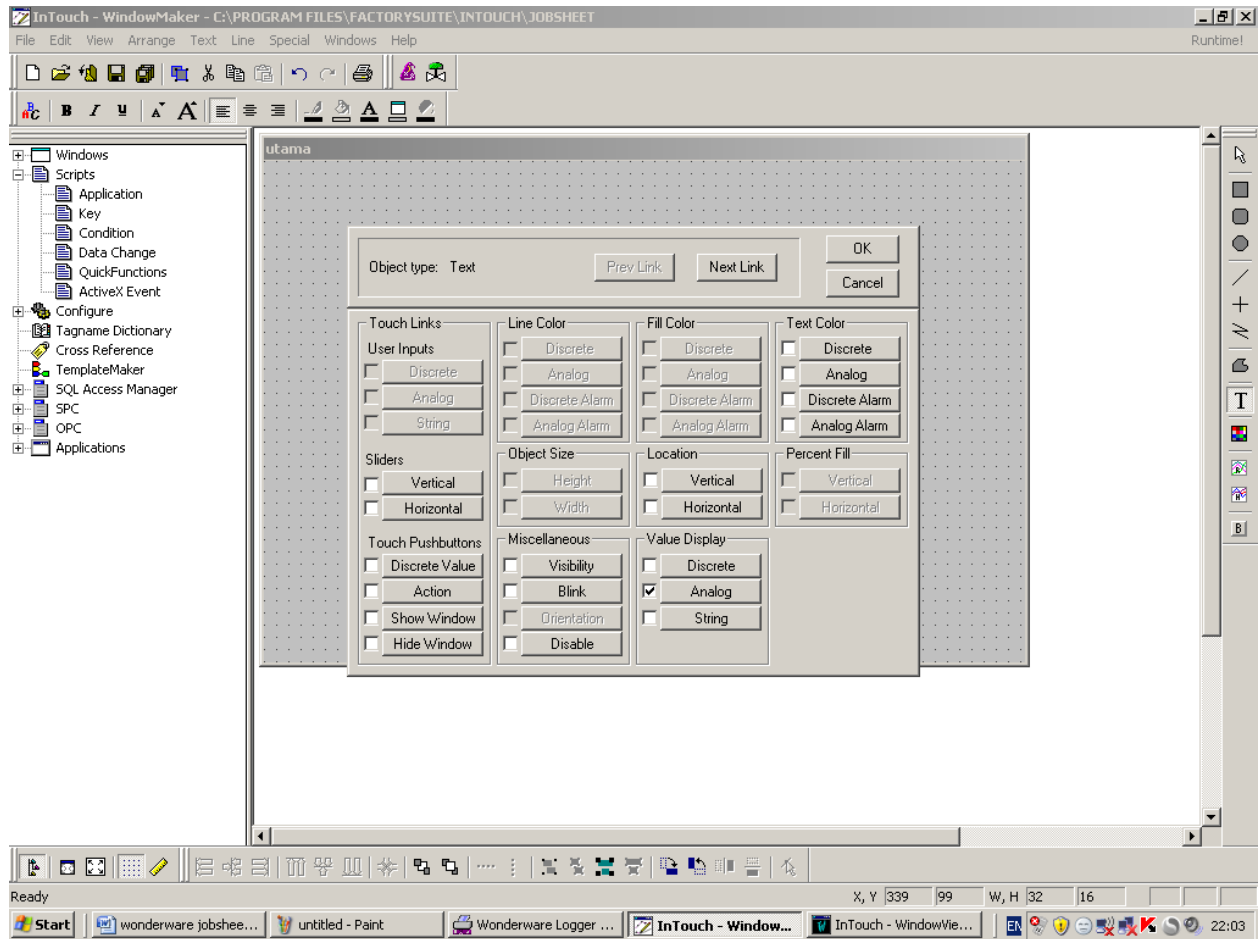 InTouch - WindowMaker - C:\PROGRAM FILES\FACTORYSUITE\INTOUCH\JOBSHEET
File Edit View Arrange Text Line Special Windows Help Runtime!
B I U A A A
Windows
Scripts
Application
Key
Condition
Data Change
QuickFunctions
ActiveX Event
Configure
Tagname Dictionary
Cross Reference
TemplateMaker
SQL Access Manager
SPC
OPC
Applications
utama
Object type: Text Prev Link Next Link OK
Cancel
Touch Links
User Inputs
Discrete
Analog
String
Sliders
Vertical
Horizontal
Touch Pushbuttons
Discrete Value
Action
Show Window
Hide Window
Line Color
Discrete
Analog
Discrete Alarm
Analog Alarm
Object Size
Height
Width
Miscellaneous
Visibility
Blink
Orientation
Disable
Fill Color
Discrete
Analog
Discrete Alarm
Analog Alarm
Location
Vertical
Horizontal
Value Display
Discrete
Analog
String
Text Color
Discrete
Analog
Discrete Alarm
Analog Alarm
Percent Fill
Vertical
Horizontal
T
B
Ready X, Y 339 99 W, H 32 16
Start wonderware jobshee... untitled - Paint Wonderware Logger ... InTouch - Window... InTouch - WindowVie... EN 22:03